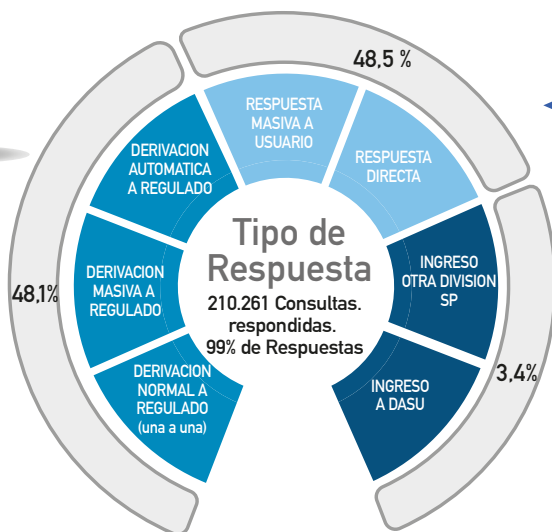 48,5 %
RESPUESTA
MASIVA A
USUARIO
RESPUESTA
DIRECTA
DERIVACION
AUTOMATICA
A REGULADO
Tipo de
Respuesta
210.261 Consultas.
respondidas.
99% de Respuestas
INGRESO
OTRA DIVISION
SP
48,1%
DERIVACION
MASIVA A
REGULADO
3,4%
DERIVACION
NORMAL A
REGULADO
(una a una)
INGRESO
A DASU